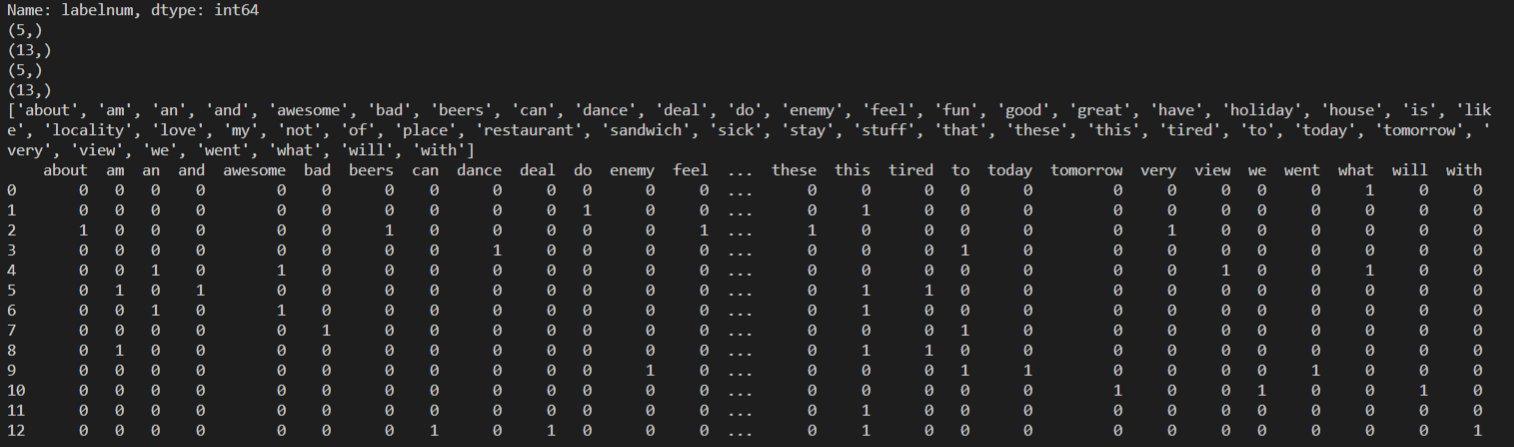 Name: labelnum, dtype: int64
(5,)
(13,)
(5,)
(13,)
['about', 'am', 'an', 'and', 'awesome', 'bad', 'beers', 'can', 'dance', 'deal', 'do', 'enemy', 'feel', 'fun', 'good', 'great', 'have', 'holiday', 'house', 'is', 'lik
e', 'locality', 'love', 'my', 'not', 'of', 'place', 'restaurant', 'sandwich', 'sick', 'stay', 'stuff', 'that', 'these', 'this', 'tired', 'to', 'today', 'tomorrow', '
very', 'view', 'we', 'went', 'what', 'will', 'with']
about am an and awesome bad beers can dance deal do enemy feel ... these this tired to today tomorrow very view we went what will with
0 0 0 0 0 0 0 0 0 0 0 0 0 0 ... 0 0 0 0 0 0 0 0 0 0 1 0 0
1 0 0 0 0 0 0 0 0 0 0 1 0 0 ... 0 1 0 0 0 0 0 0 0 0 0 0 0
2 1 0 0 0 0 0 1 0 0 0 0 0 1 ... 1 0 0 0 0 0 1 0 0 0 0 0 0
3 0 0 0 0 0 0 0 0 1 0 0 0 0 ... 0 0 0 1 0 0 0 0 0 0 0 0 0
4 0 0 1 0 1 0 0 0 0 0 0 0 0 ... 0 0 0 0 0 0 0 1 0 0 1 0 0
5 0 1 0 1 0 0 0 0 0 0 0 0 0 ... 0 1 1 0 0 0 0 0 0 0 0 0 0
6 0 0 1 0 1 0 0 0 0 0 0 0 0 ... 0 1 0 0 0 0 0 0 0 0 0 0 0
7 0 0 0 0 0 1 0 0 0 0 0 0 0 ... 0 0 0 1 0 0 0 0 0 0 0 0 0
8 0 1 0 0 0 0 0 0 0 0 0 0 0 ... 0 1 1 0 0 0 0 0 0 0 0 0 0
9 0 0 0 0 0 0 0 0 0 0 0 1 0 ... 0 0 0 1 1 0 0 0 0 1 0 0 0
10 0 0 0 0 0 0 0 0 0 0 0 0 0 ... 0 0 0 0 0 1 0 0 1 0 0 1 0
11 0 0 0 0 0 0 0 0 0 0 0 0 0 ... 0 1 0 0 0 0 0 0 0 0 0 0 0
12 0 0 0 0 0 0 0 1 0 1 0 0 0 ... 0 1 0 0 0 0 0 0 0 0 0 0 1